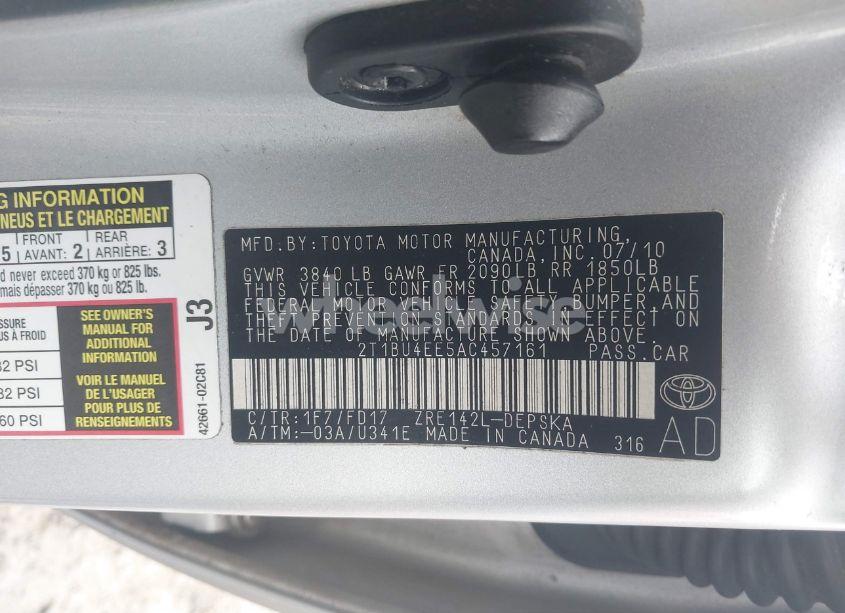 G INFORMATION
NEUS ET LE CHARGEMENT
5 FRONT AVANT: 2 REAR ARRIÈRE: 3
d never exceed 370 kg or 825 lbs.
mais dépasser 370 kg ou 825 lb.
ESSURE
S À FROID
32 PSI
32 PSI
60 PSI
SEE OWNER'S
MANUAL FOR
ADDITIONAL
INFORMATION
VOIR LE MANUEL
DE L'USAGER
POUR PLUS DE
RENSEIGNEMENTS
J3
42661-02C81
MFD.BY:TOYOTA MOTOR MANUFACTURING,
CANADA, INC. 07/10
GVWR 3840 LB GAWR FR 2090LB RR 1850LB
THIS VEHICLE CONFORMS TO ALL APPLICABLE
FEDERAL MOTOR VEHICLE SAFETY, BUMPER, AND
THEFT PREVENTION STANDARDS IN EFFECT ON
THE DATE OF MANUFACTURE SHOWN ABOVE.
2T1BU4EE5AC457161 PASS.CAR
C/TR:1F7/FD17 ZRE142L-DEPSKA
A/TM:-03A/U341E MADE IN CANADA 316
AD
wheelwise